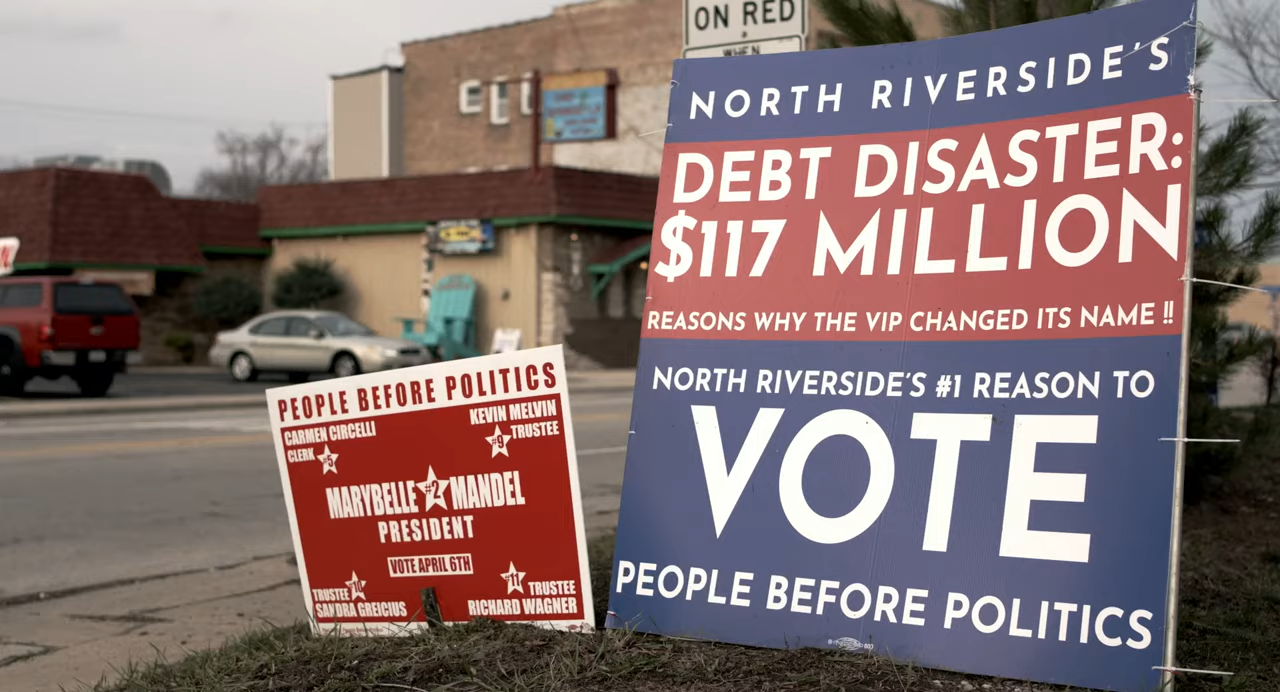 ON RED
WHEN
NORTH RIVERSIDE'S
DEBT DISASTER:
$117 MILLION
REASONS WHY THE VIP CHANGED ITS NAME !!
NORTH RIVERSIDE'S #1 REASON TO
VOTE
PEOPLE BEFORE POLITICS
PEOPLE BEFORE POLITICS
CARMEN CIRCELLI
CLERK #5
KEVIN MELVIN
#9 TRUSTEE
MARYBELLE #2 MANDEL
PRESIDENT
VOTE APRIL 6TH
TRUSTEE #10
SANDRA GREICIUS
#11 TRUSTEE
RICHARD WAGNER